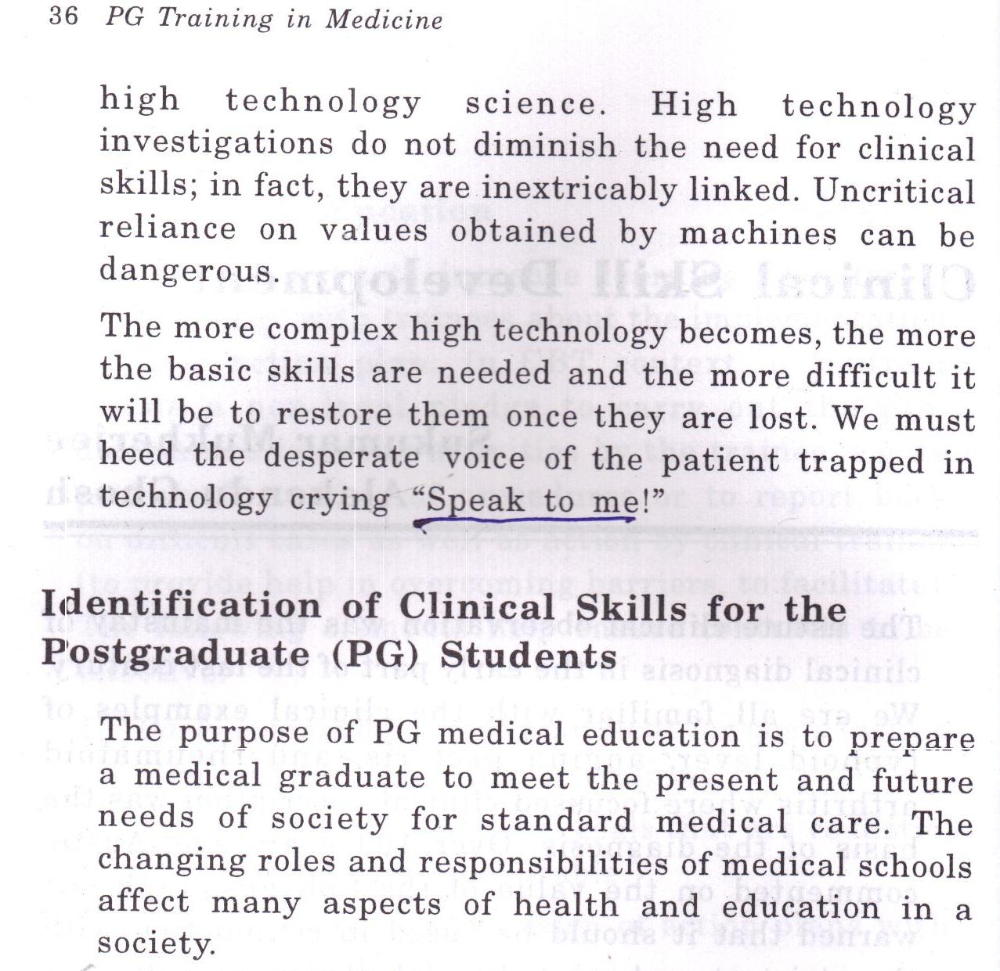 36 PG Training in Medicine
high technology science. High technology
investigations do not diminish the need for clinical
skills; in fact, they are inextricably linked. Uncritical
reliance on values obtained by machines can be
dangerous.
The more complex high technology becomes, the more
the basic skills are needed and the more difficult it
will be to restore them once they are lost. We must
heed the desperate voice of the patient trapped in
technology crying “Speak to me!”
Identification of Clinical Skills for the
Postgraduate (PG) Students
The purpose of PG medical education is to prepare
a medical graduate to meet the present and future
needs of society for standard medical care. The
changing roles and responsibilities of medical schools
affect many aspects of health and education in a
society.